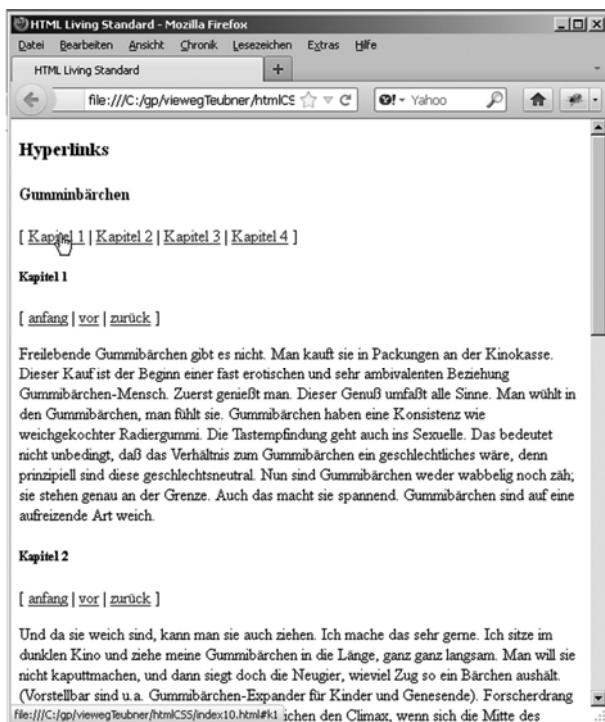 HTML Living Standard - Mozilla Firefox
Datei Bearbeiten Ansicht Chronik Lesezeichen Extras Hilfe
HTML Living Standard +
file:///C:/gp/viewegTeubner/htmlCS Yahoo
Hyperlinks
Gumminbärchen
[ Kapitel 1 | Kapitel 2 | Kapitel 3 | Kapitel 4 ]
Kapitel 1
[ anfang | vor | zurück ]
Freilebende Gummibärchen gibt es nicht. Man kauft sie in Packungen an der Kinokasse.
Dieser Kauf ist der Beginn einer fast erotischen und sehr ambivalenten Beziehung
Gummibärchen-Mensch. Zuerst genießt man. Dieser Genuß umfaßt alle Sinne. Man wühlt in
den Gummibärchen, man fühlt sie. Gummibärchen haben eine Konsistenz wie
weichgekochter Radiergummi. Die Tastempfindung geht auch ins Sexuelle. Das bedeutet
nicht unbedingt, daß das Verhältnis zum Gummibärchen ein geschlechtliches wäre, denn
prinzipiell sind diese geschlechtsneutral. Nun sind Gummibärchen weder wabbelig noch zäh;
sie stehen genau an der Grenze. Auch das macht sie spannend. Gummibärchen sind auf eine
aufreizende Art weich.
Kapitel 2
[ anfang | vor | zurück ]
Und da sie weich sind, kann man sie auch ziehen. Ich mache das sehr gerne. Ich sitze im
dunklen Kino und ziehe meine Gummibärchen in die Länge, ganz ganz langsam. Man will sie
nicht kaputtmachen, und dann siegt doch die Neugier, wieviel Zug so ein Bärchen aushält.
(Vorstellbar sind u.a. Gummibärchen-Expander für Kinder und Genesende). Forscherdrang
file:///C:/gp/viewegTeubner/htmlCSS/index10.html#k1 ichen den Climax, wenn sich die Mitte des